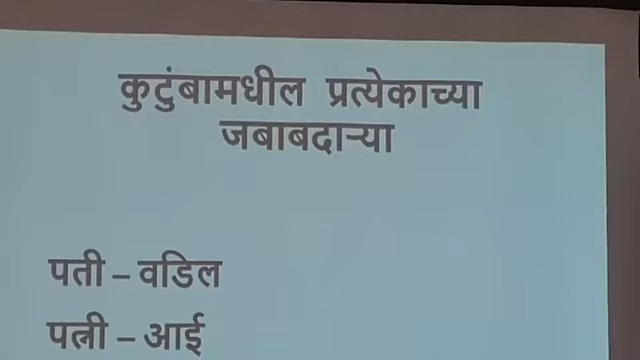 कुटुंबामधील प्रत्येकाच्या
जबाबदाऱ्या
पती – वडिल
पत्नी – आई